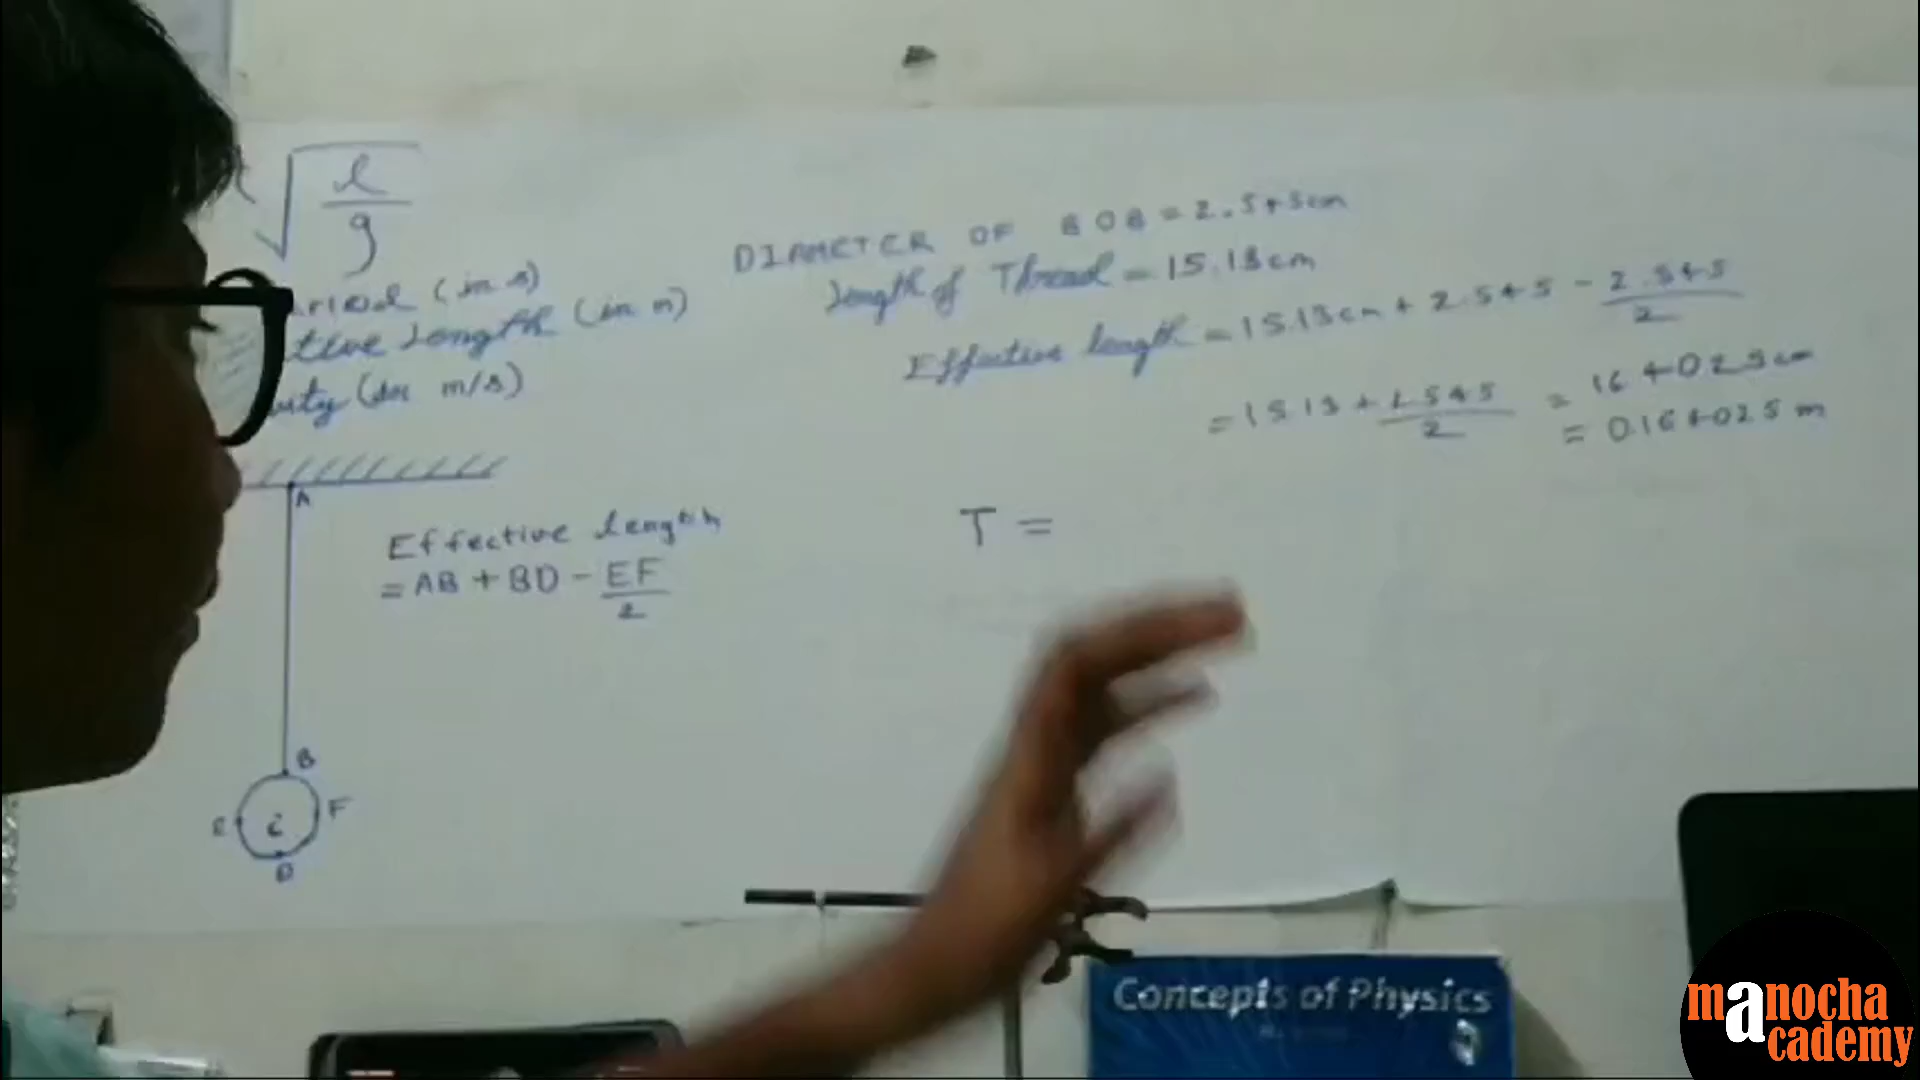 l
g
(in s)
Length (in m)
(in m/s)
A
B
E
C
F
D
Effective length
= AB + BD - EF
2
DIAMETER OF BOB = 2.545cm
length of Thread = 15.13cm
Effective length = 15.13cm + 2.545 - 2.545
2
= 15.13 + 2.545
2
= 16.4025cm
= 0.164025 m
T =
Concepts of Physics
manocha
academy